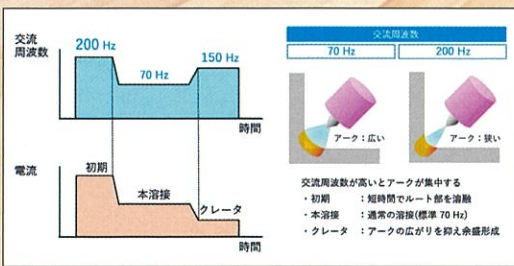 交流
周波数
200 Hz
70 Hz
150 Hz
時間
電流
初期
本溶接
クレータ
時間
交流周波数
70 Hz
200 Hz
アーク：広い
アーク：狭い
交流周波数が高いとアークが集中する
・初期　　：短時間でルート部を溶融
・本溶接　：通常の溶接(標準 70 Hz)
・クレータ：アークの広がりを抑え余盛形成